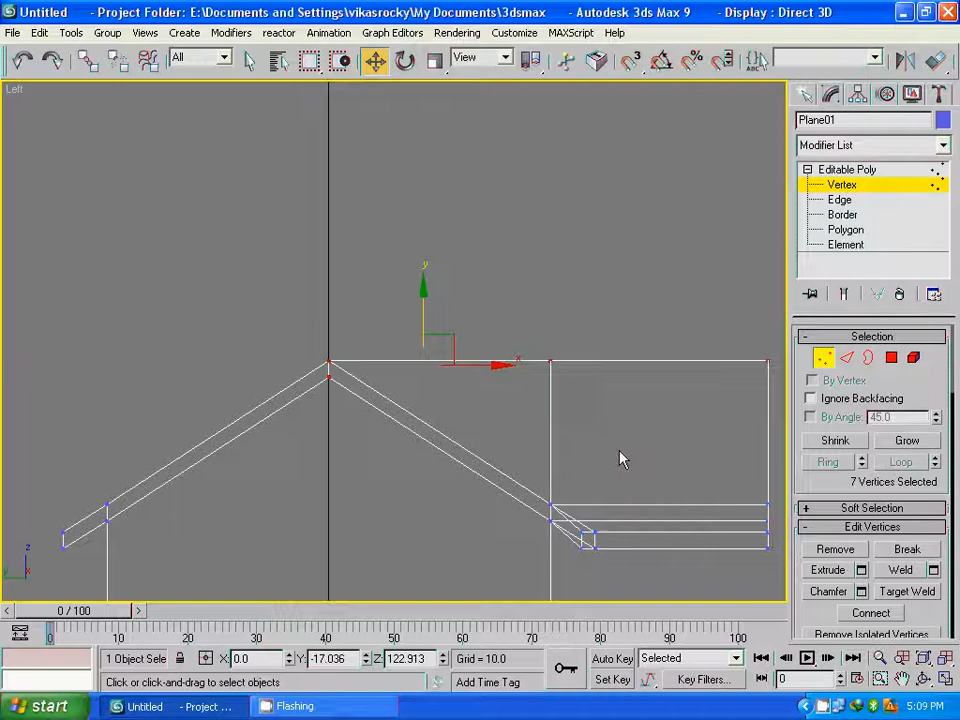 Untitled - Project Folder: E:\Documents and Settings\vikasrocky\My Documents\3dsmax - Autodesk 3ds Max 9 - Display : Direct 3D
File Edit Tools Group Views Create Modifiers reactor Animation Graph Editors Rendering Customize MAXScript Help
All View
Left
Plane01
Modifier List
Editable Poly
Vertex
Edge
Border
Polygon
Element
- Selection
By Vertex
Ignore Backfacing
By Angle: 45.0
Shrink Grow
Ring Loop
7 Vertices Selected
+ Soft Selection
- Edit Vertices
Remove Break
Extrude Weld
Chamfer Target Weld
Connect
Remove Isolated Vertices
y
x
z
y x
0 / 100
0 10 20 30 40 50 60 70 80 90 100
1 Object Sele X: 0.0 Y: -17.036 Z: 122.913 Grid = 10.0 Auto Key Selected
Click or click-and-drag to select objects Add Time Tag Set Key Key Filters... 0
start Untitled - Project ... Flashing 5:09 PM